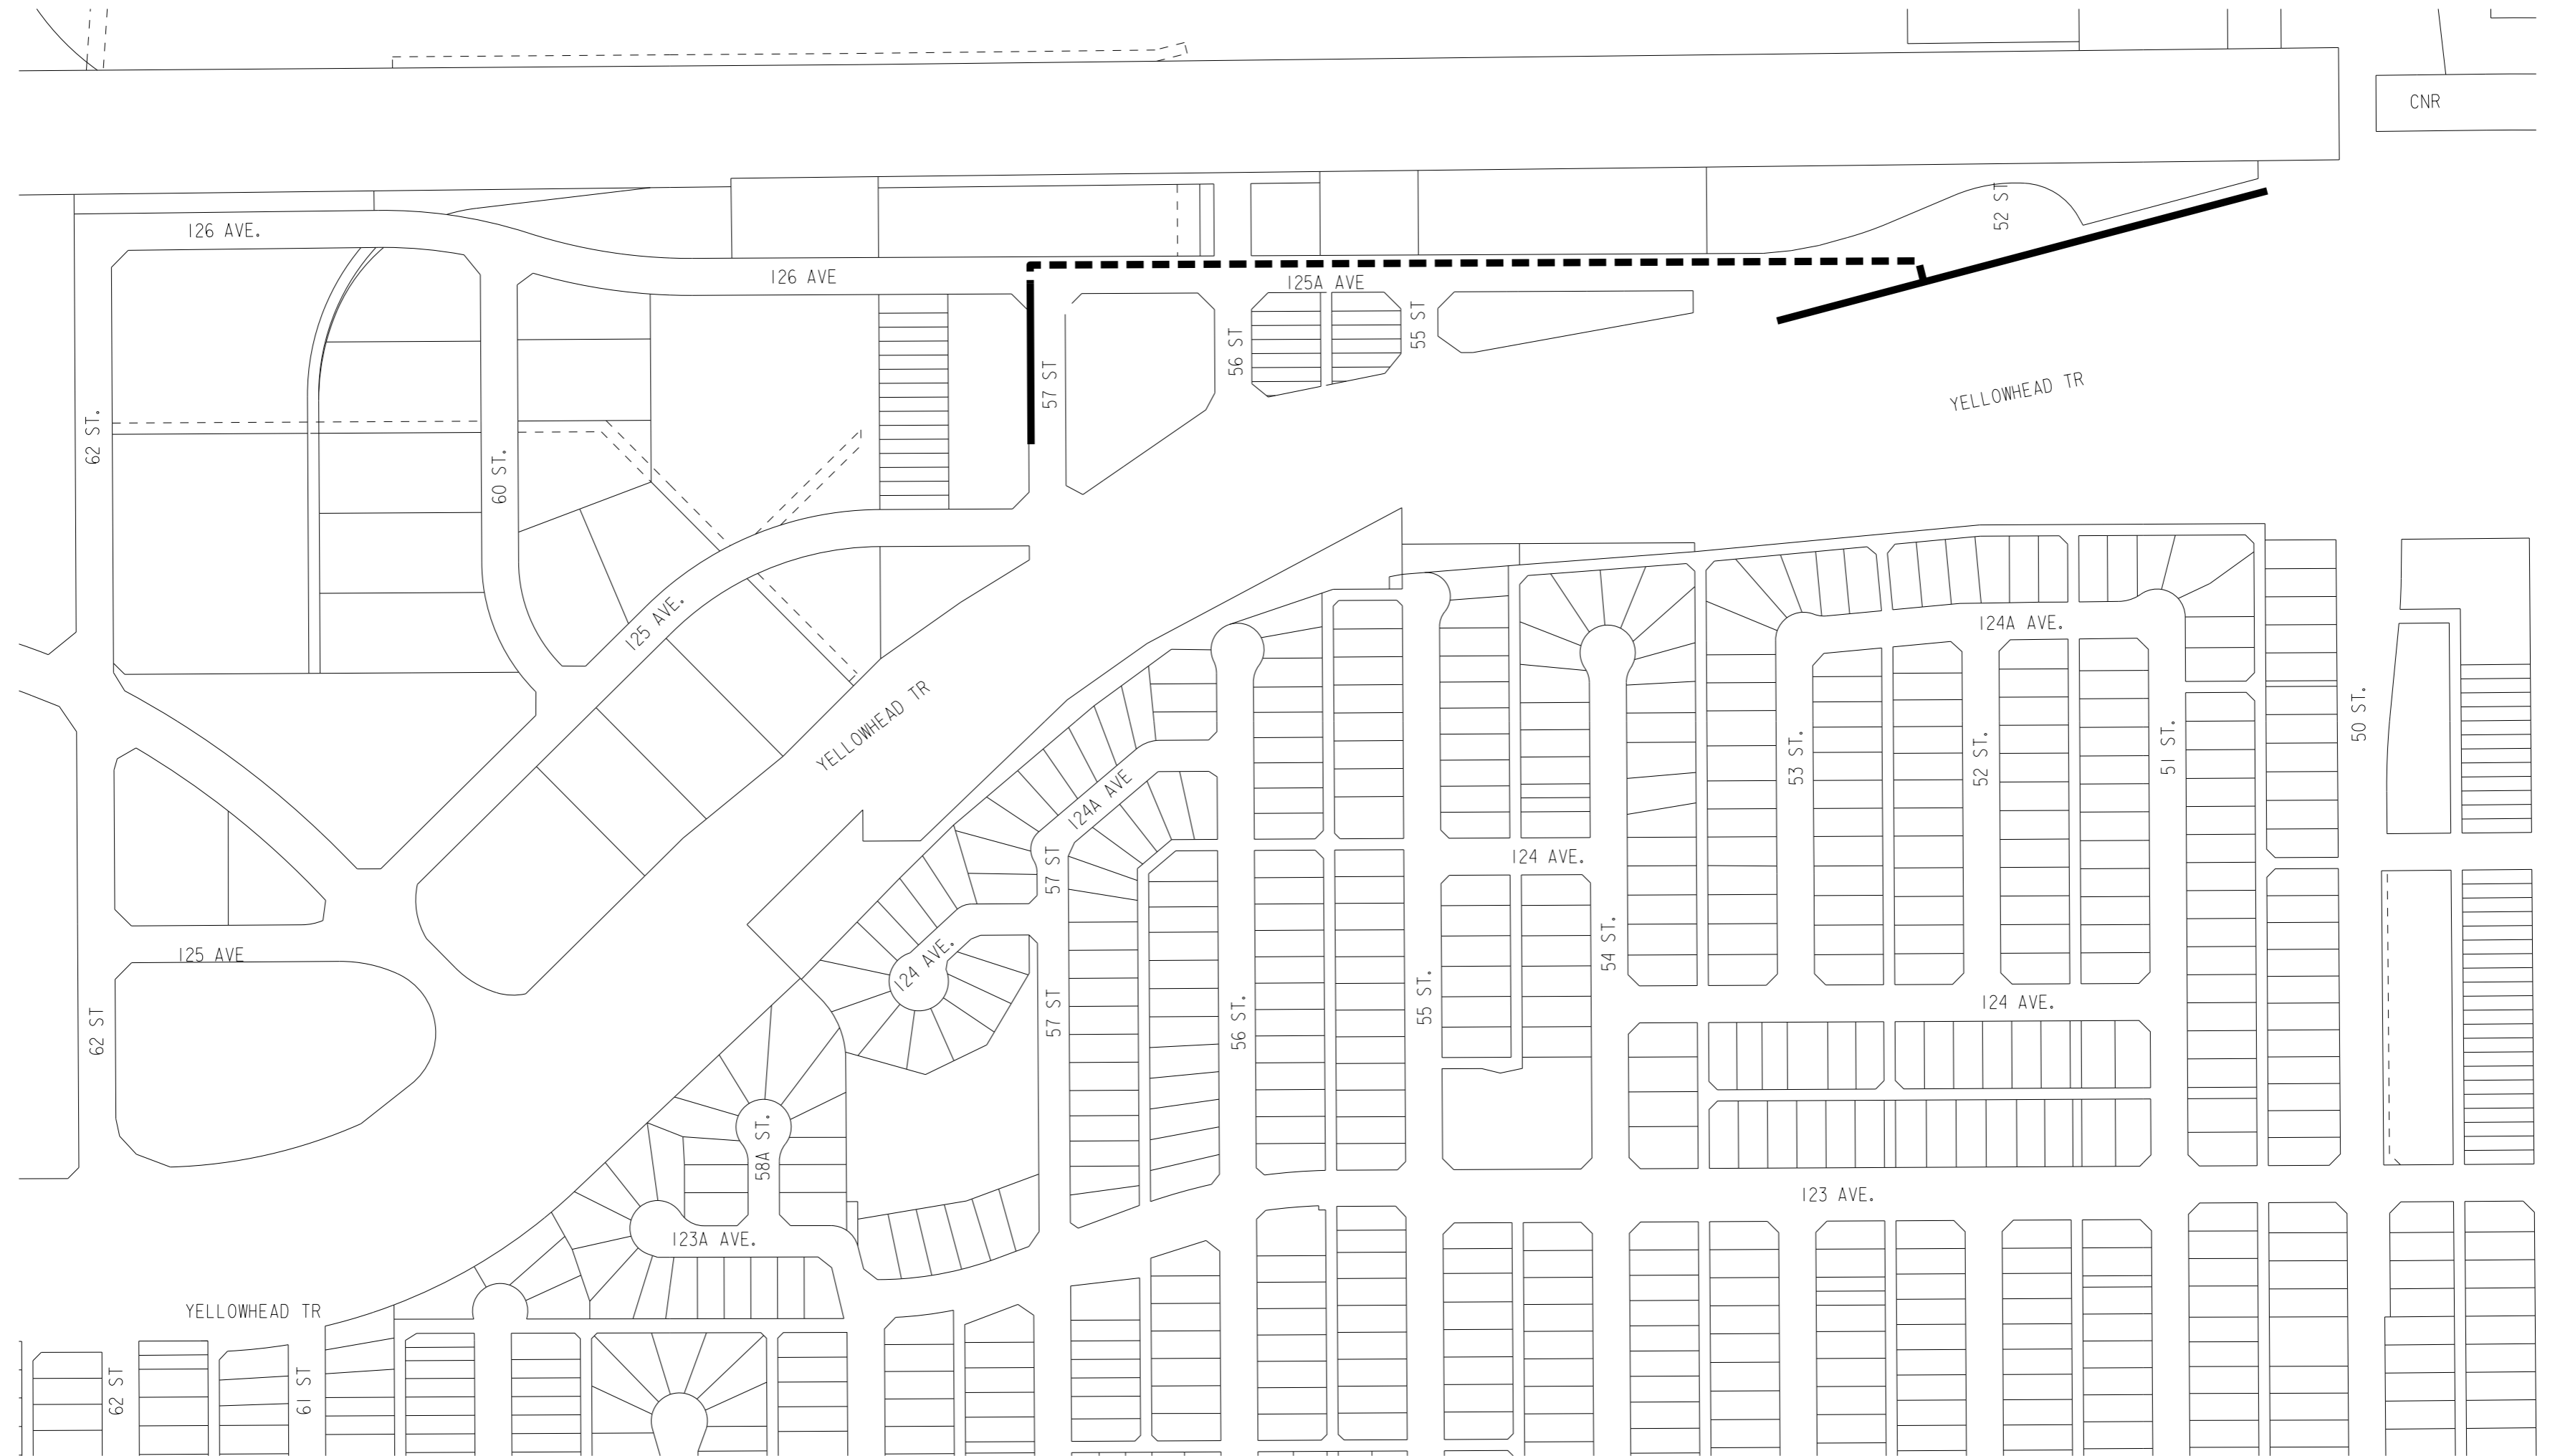 CNR
52 ST
126 AVE.
126 AVE
125A AVE
55 ST
56 ST
57 ST
YELLOWHEAD TR
62 ST.
60 ST.
125 AVE.
124A AVE.
YELLOWHEAD TR
50 ST.
51 ST.
52 ST.
53 ST.
124A AVE
124 AVE.
57 ST
54 ST.
125 AVE
124 AVE.
55 ST.
56 ST.
57 ST
62 ST
124 AVE.
58A ST.
123 AVE.
123A AVE.
YELLOWHEAD TR
62 ST
61 ST